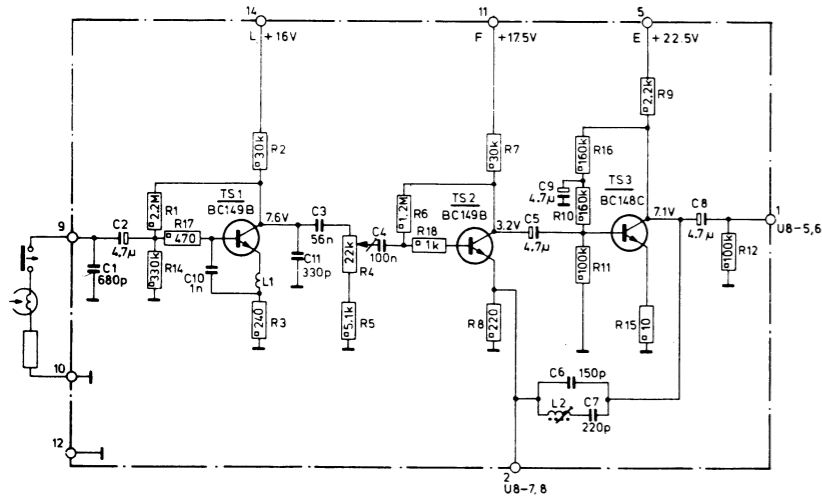 14
L +16V
11
F +17.5V
5
E +22.5V
2,2k R9
30k R2
30k R7
160k R16
2,2M R1
R17
470
TS1
BC149B
7.6V
C3
56n
1,2M R6
R18
1k
TS2
BC149B
3.2V
C5
4.7µ
C9
4.7µ
R10 160k
TS3
BC148C
7.1V
C8
4.7µ
1
U8-5,6
9
C2
4.7µ
C1
680p
330k R14
C10
1n
L1
240 R3
C11
330p
22k R4
C4
100n
5.1k R5
R8 220
100k R11
R15 10
100k R12
10
12
C6 150p
L2 C7
220p
2
U8-7,8